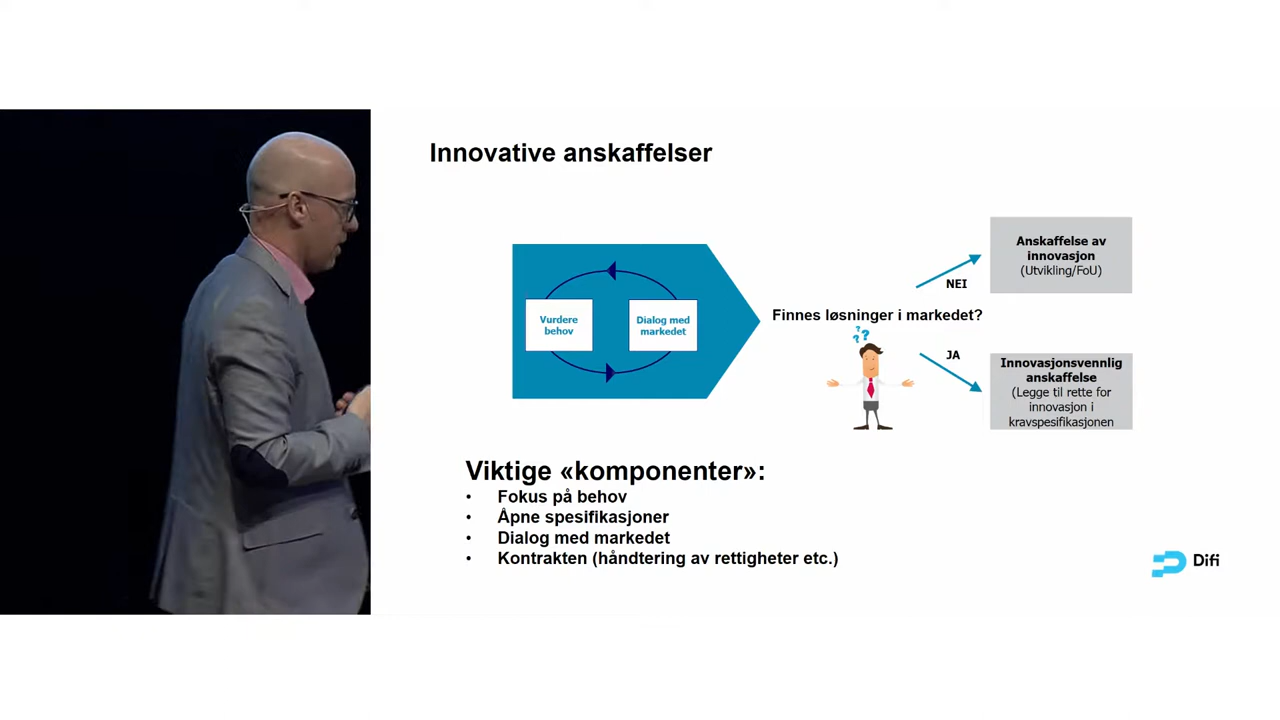 Innovative anskaffelser
Vurdere
behov
Dialog med
markedet
Finnes løsninger i markedet?
???
NEI
Anskaffelse av
innovasjon
(Utvikling/FoU)
JA
Innovasjonsvennlig
anskaffelse
(Legge til rette for
innovasjon i
kravspesifikasjonen
Viktige «komponenter»:
• Fokus på behov
• Åpne spesifikasjoner
• Dialog med markedet
• Kontrakten (håndtering av rettigheter etc.)
Difi